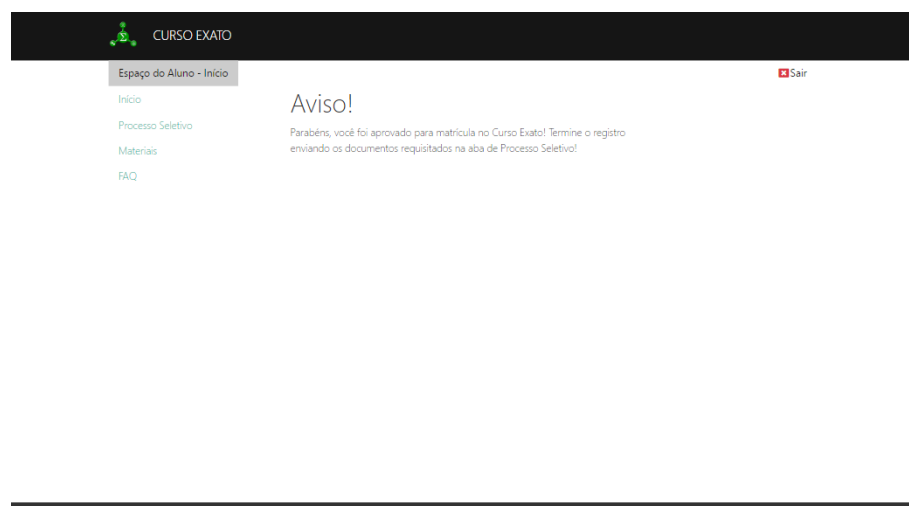 CURSO EXATO
Espaço do Aluno - Início
Sair
Início
Processo Seletivo
Materiais
FAQ
Aviso!
Parabéns, você foi aprovado para matrícula no Curso Exato! Termine o registro
enviando os documentos requisitados na aba de Processo Seletivo!